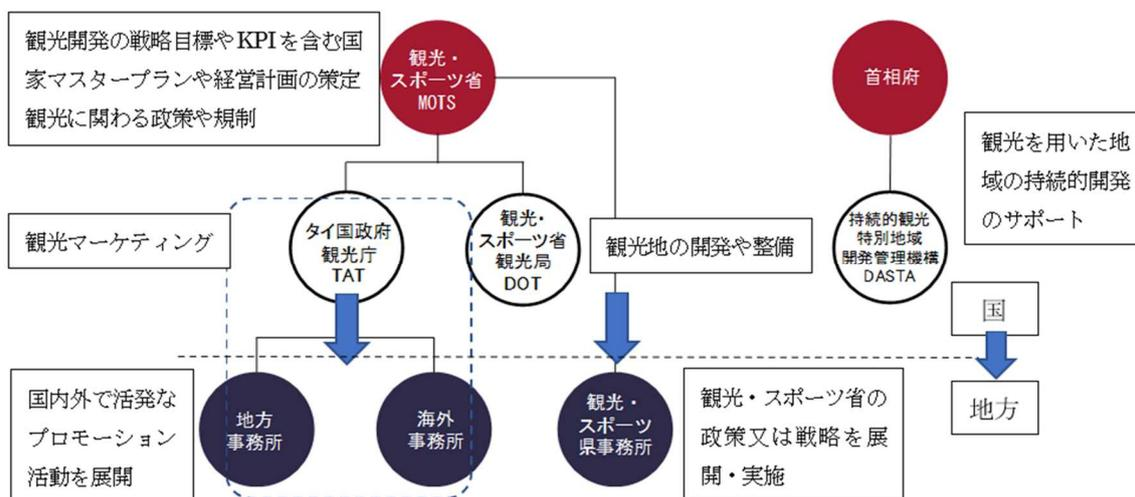 観光開発の戦略目標やKPIを含む国
家マスタープランや経営計画の策定
観光に関わる政策や規制
観光・
スポーツ省
MOTS
首相府
観光を用いた地
域の持続的開発
のサポート
観光マーケティング
タイ国政府
観光庁
TAT
観光・
スポーツ省
観光局
DOT
観光地の開発や整備
持続的観光
特別地域
開発管理機構
DASTA
国
地方
国内外で活発な
プロモーション
活動を展開
地方
事務所
海外
事務所
観光・
スポーツ
県事務所
観光・スポーツ省の
政策又は戦略を展
開・実施